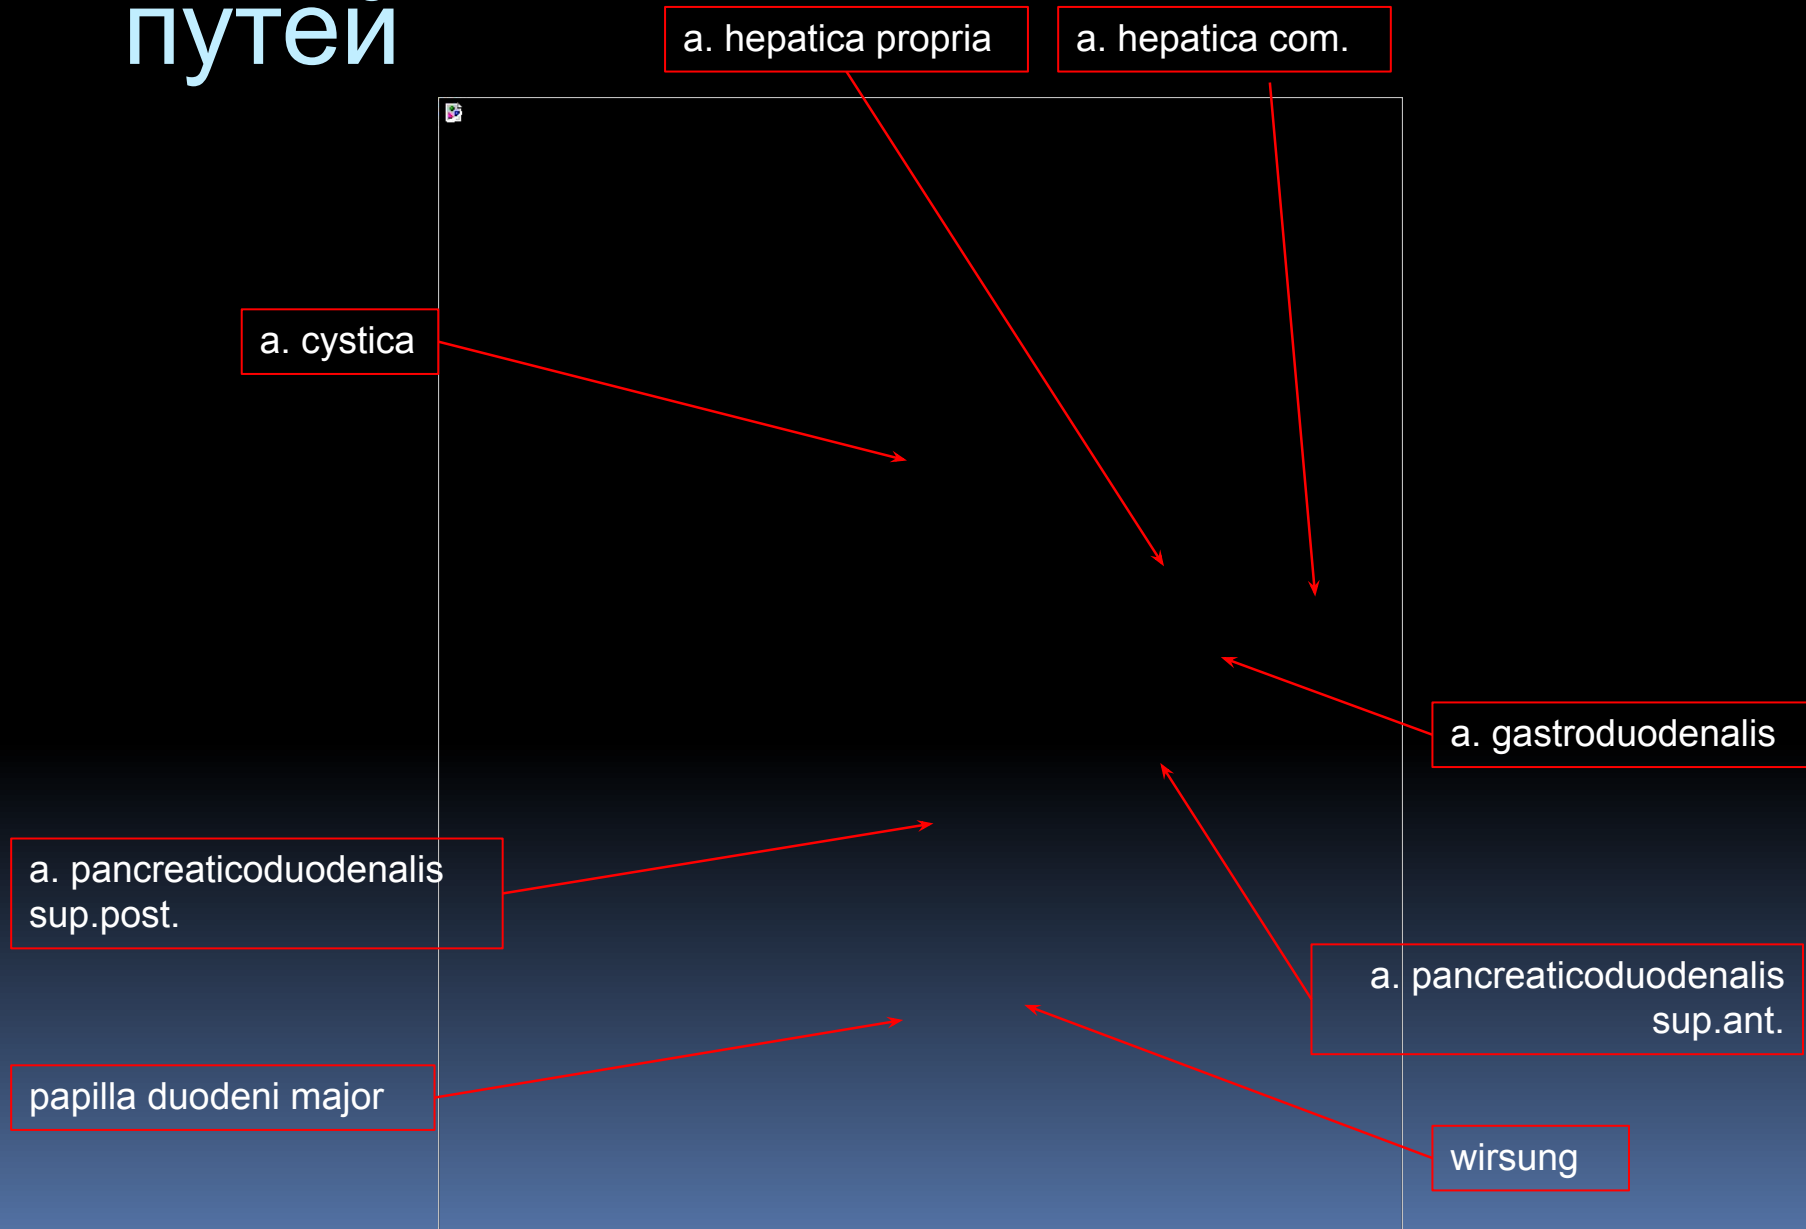 путей
a. hepatica propria
a. hepatica com.
a. cystica
a. gastroduodenalis
a. pancreaticoduodenalis
sup.post.
a. pancreaticoduodenalis
sup.ant.
papilla duodeni major
wirsung